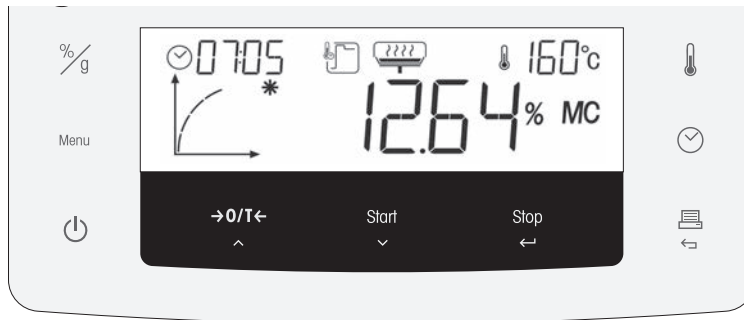 %/g
07:05
160°c
12.64% MC
Menu
→0/T←
Start
Stop